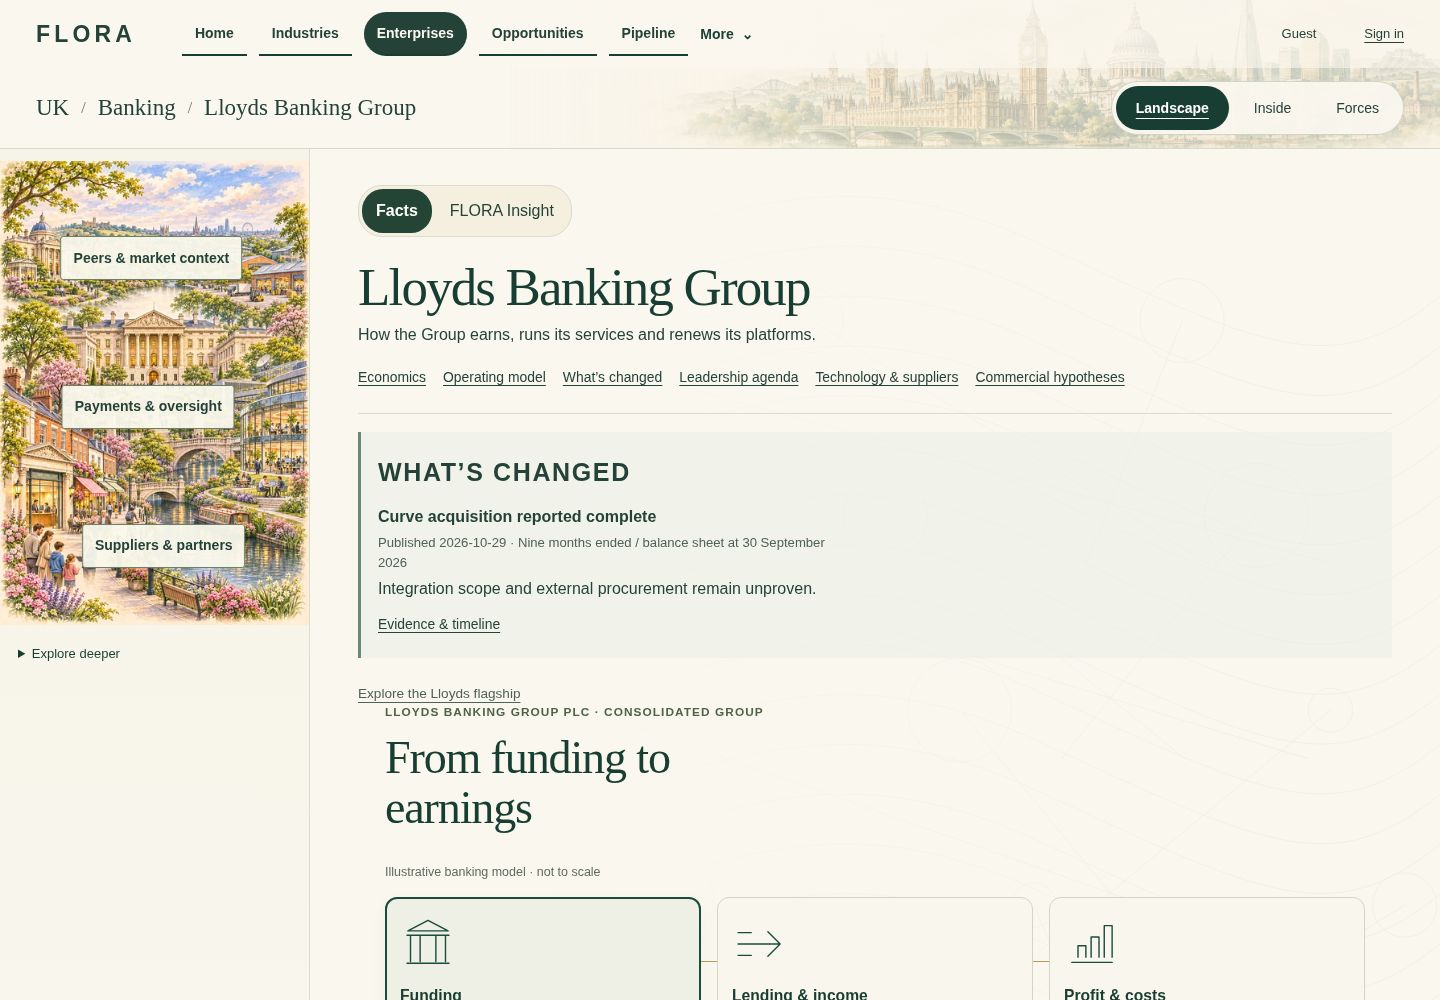 FLORA
Home
Industries
Enterprises
Opportunities
Pipeline
More
Guest
Sign in
UK / Banking / Lloyds Banking Group
Landscape
Inside
Forces
Peers & market context
Payments & oversight
Suppliers & partners
Explore deeper
Facts
FLORA Insight
Lloyds Banking Group
How the Group earns, runs its services and renews its platforms.
Economics
Operating model
What’s changed
Leadership agenda
Technology & suppliers
Commercial hypotheses
WHAT’S CHANGED
Curve acquisition reported complete
Published 2026-10-29 · Nine months ended / balance sheet at 30 September
2026
Integration scope and external procurement remain unproven.
Evidence & timeline
Explore the Lloyds flagship
LLOYDS BANKING GROUP PLC · CONSOLIDATED GROUP
From funding to
earnings
Illustrative banking model · not to scale
Funding
Lending & income
Profit & costs